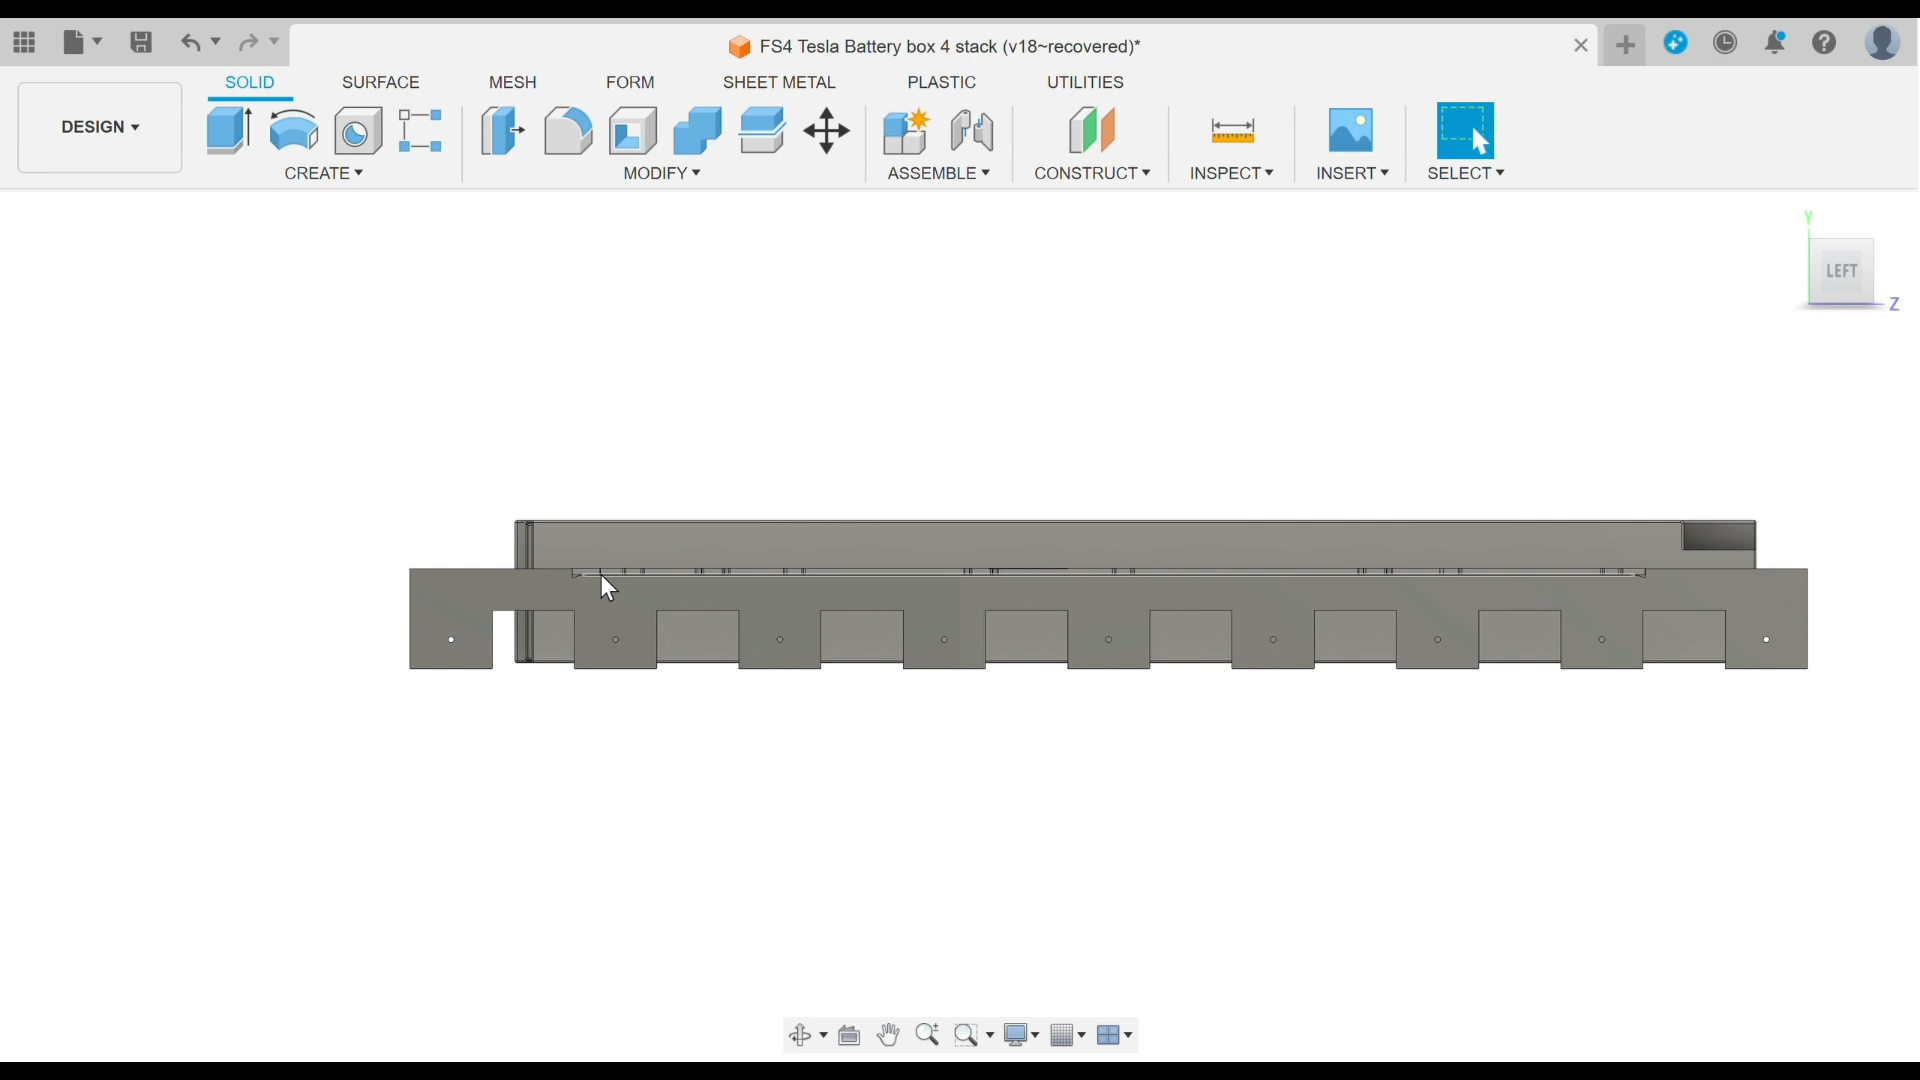 FS4 Tesla Battery box 4 stack (v18~recovered)*
SOLID SURFACE MESH FORM SHEET METAL PLASTIC UTILITIES
DESIGN
CREATE MODIFY ASSEMBLE CONSTRUCT INSPECT INSERT SELECT
Y
LEFT
Z